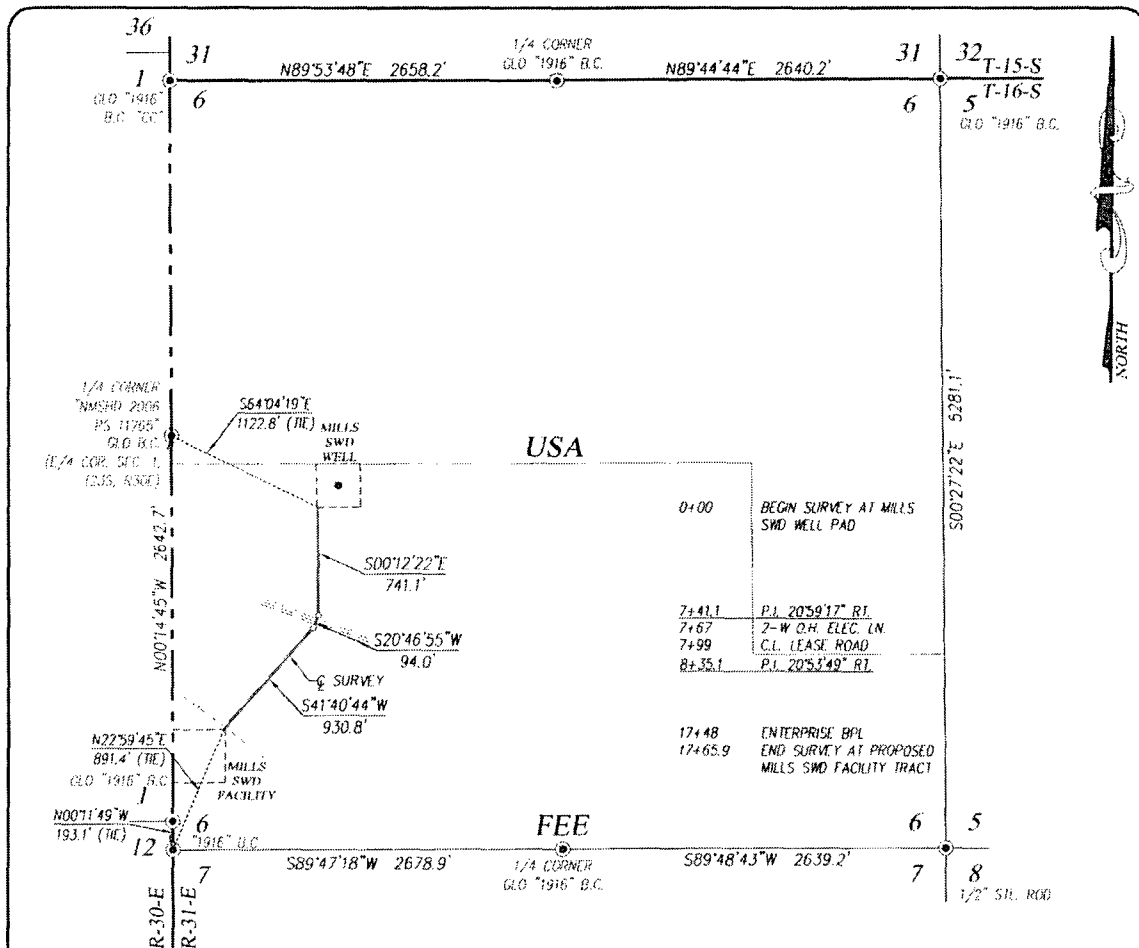 36
31
1
6
GLO "1916"
B.C. "CC"
N89°53'48"E 2658.2'
1/4 CORNER
GLO "1916" B.C.
N89°44'44"E 2640.2'
31
32
T-15-S
T-16-S
6
5
GLO "1916" B.C.
NORTH
1/4 CORNER
"NMSHD 2006
PS 11765"
GLO B.C.
(E/4 COR. SEC. 1,
S64°04'19"E
1122.8' (TIE)
MILLS
SWD
WELL
USA
S00°27'22"E 5281.1'
0+00 BEGIN SURVEY AT MILLS
SWD WELL PAD
N00°14'45"W 2642.7'
S00°12'22"E
741.1'
7+41.1 P.I. 20°59'17" RT.
7+67 2-W O.H. ELEC. LN.
7+99 C.L. LEASE ROAD
8+35.1 P.I. 20°53'49" RT.
S20°46'55"W
94.0'
℄ SURVEY
S41°40'44"W
930.8'
17+48 ENTERPRISE BPL
17+65.9 END SURVEY AT PROPOSED
MILLS SWD FACILITY TRACT
N22°59'45"E
891.4' (TIE)
GLO "1916" B.C.
MILLS
SWD
FACILITY
1
N00°11'49"W
193.1' (TIE)
6
"1916" B.C.
12
7
S89°47'18"W 2678.9'
FEE
1/4 CORNER
GLO "1916" B.C.
S89°48'43"W 2639.2'
6
5
7
8
1/2" STL. ROD
R-30-E
R-31-E